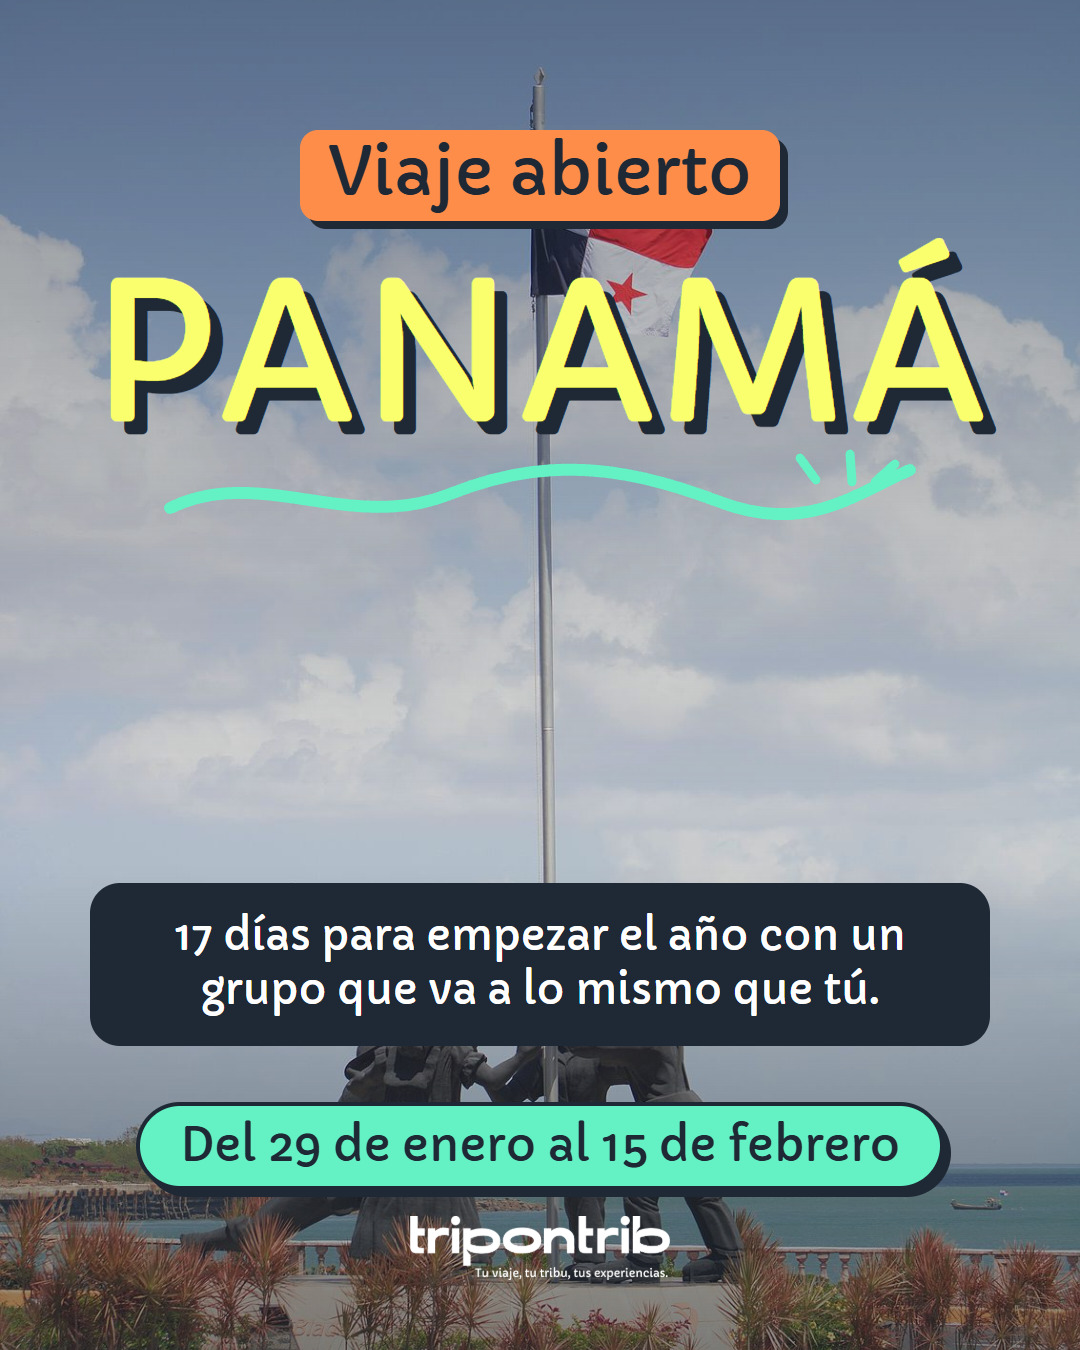 Viaje abierto
PANAMÁ
17 días para empezar el año con un
grupo que va a lo mismo que tú.
Del 29 de enero al 15 de febrero
tripontrib
Tu viaje, tu tribu, tus experiencias.